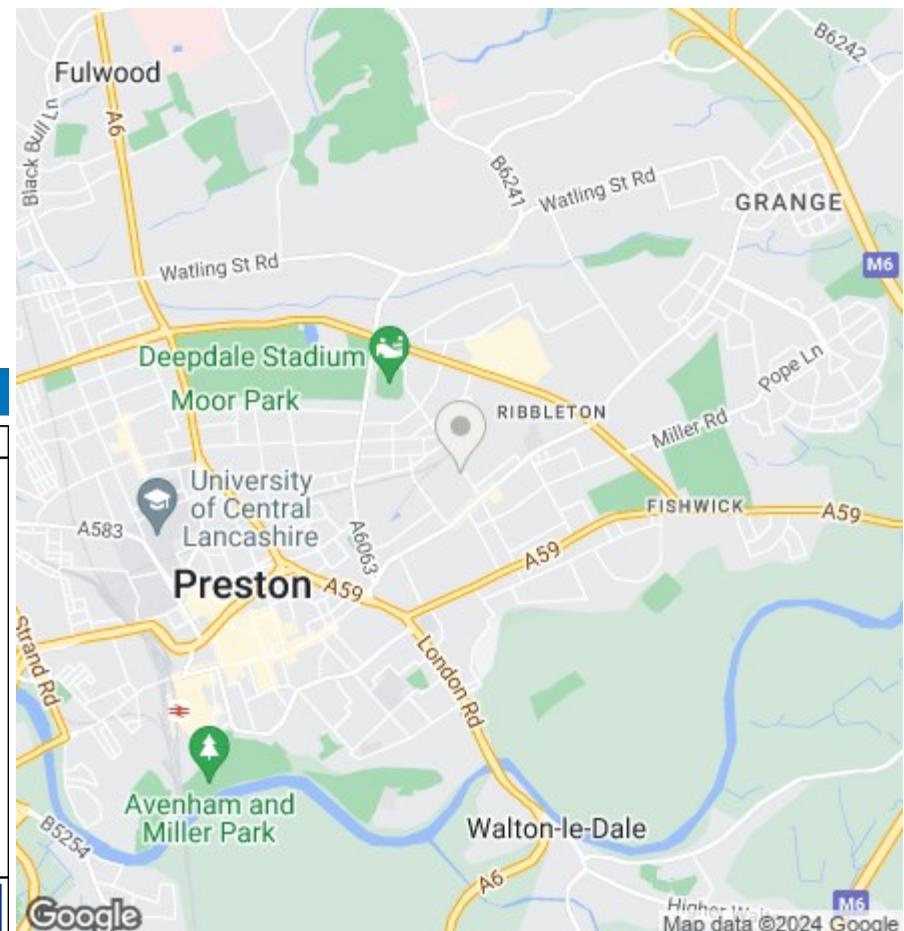 Fulwood
B6242
A6
Black Bull Ln
B6241
Watling St Rd
GRANGE
Watling St Rd
M6
Deepdale Stadium
Moor Park
Pope Ln
RIBBLETON
Miller Rd
University
of Central
Lancashire
FISHWICK
A59
A583
A6063
A59
Preston
A59
Strand Rd
London Rd
Avenham and
Miller Park
Walton-le-Dale
B5254
A6
M6
Higher
Google
Map data ©2024 Google